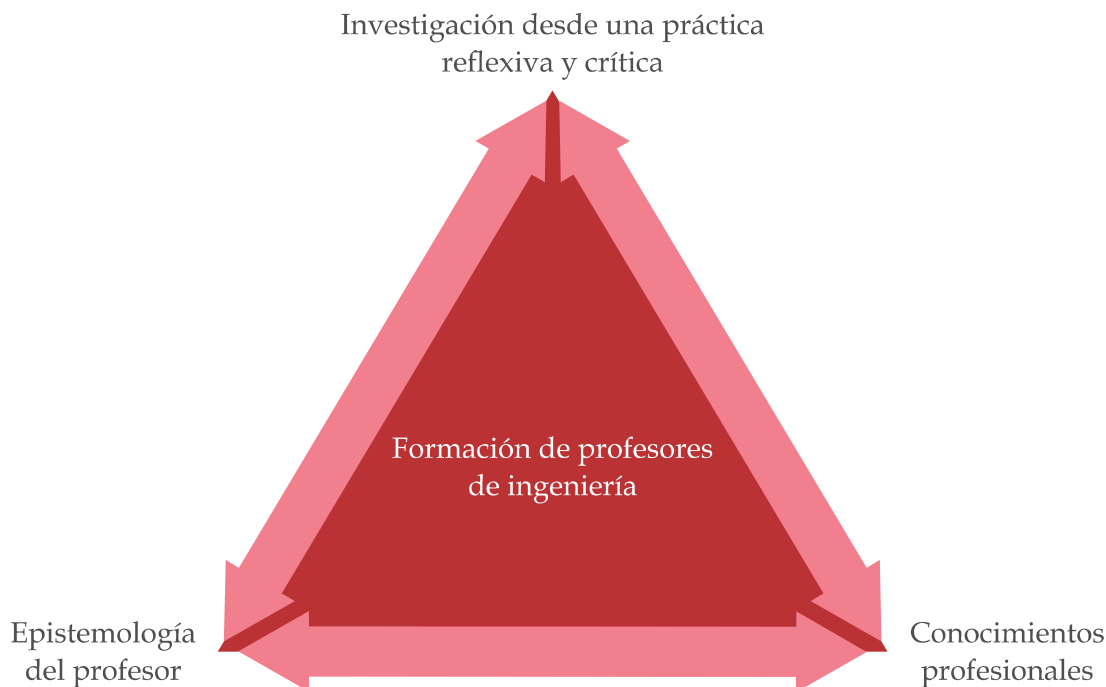 Investigación desde una práctica
reflexiva y crítica
Formación de profesores
de ingeniería
Epistemología
del profesor
Conocimientos
profesionales